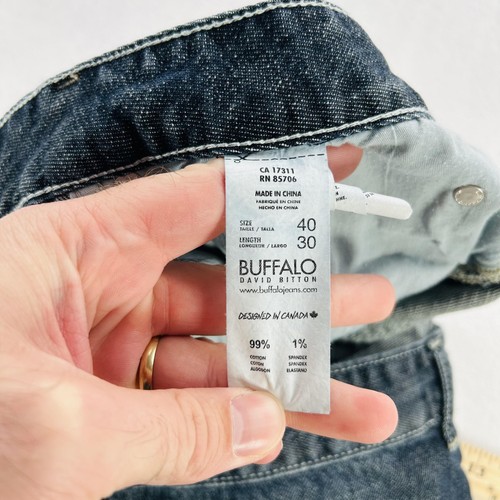 CA 17311
RN 85706
MADE IN CHINA
FABRIQUÉ EN CHINE
HECHO EN CHINA
SIZE 40
TAILLE / TALLA
LENGTH 30
LONGUEUR / LARGO
BUFFALO
DAVID BITTON
www.buffalojeans.com
DESIGNED IN CANADA
99% 1%
COTTON SPANDEX
COTON SPANDEX
ALGODON ELASTANO